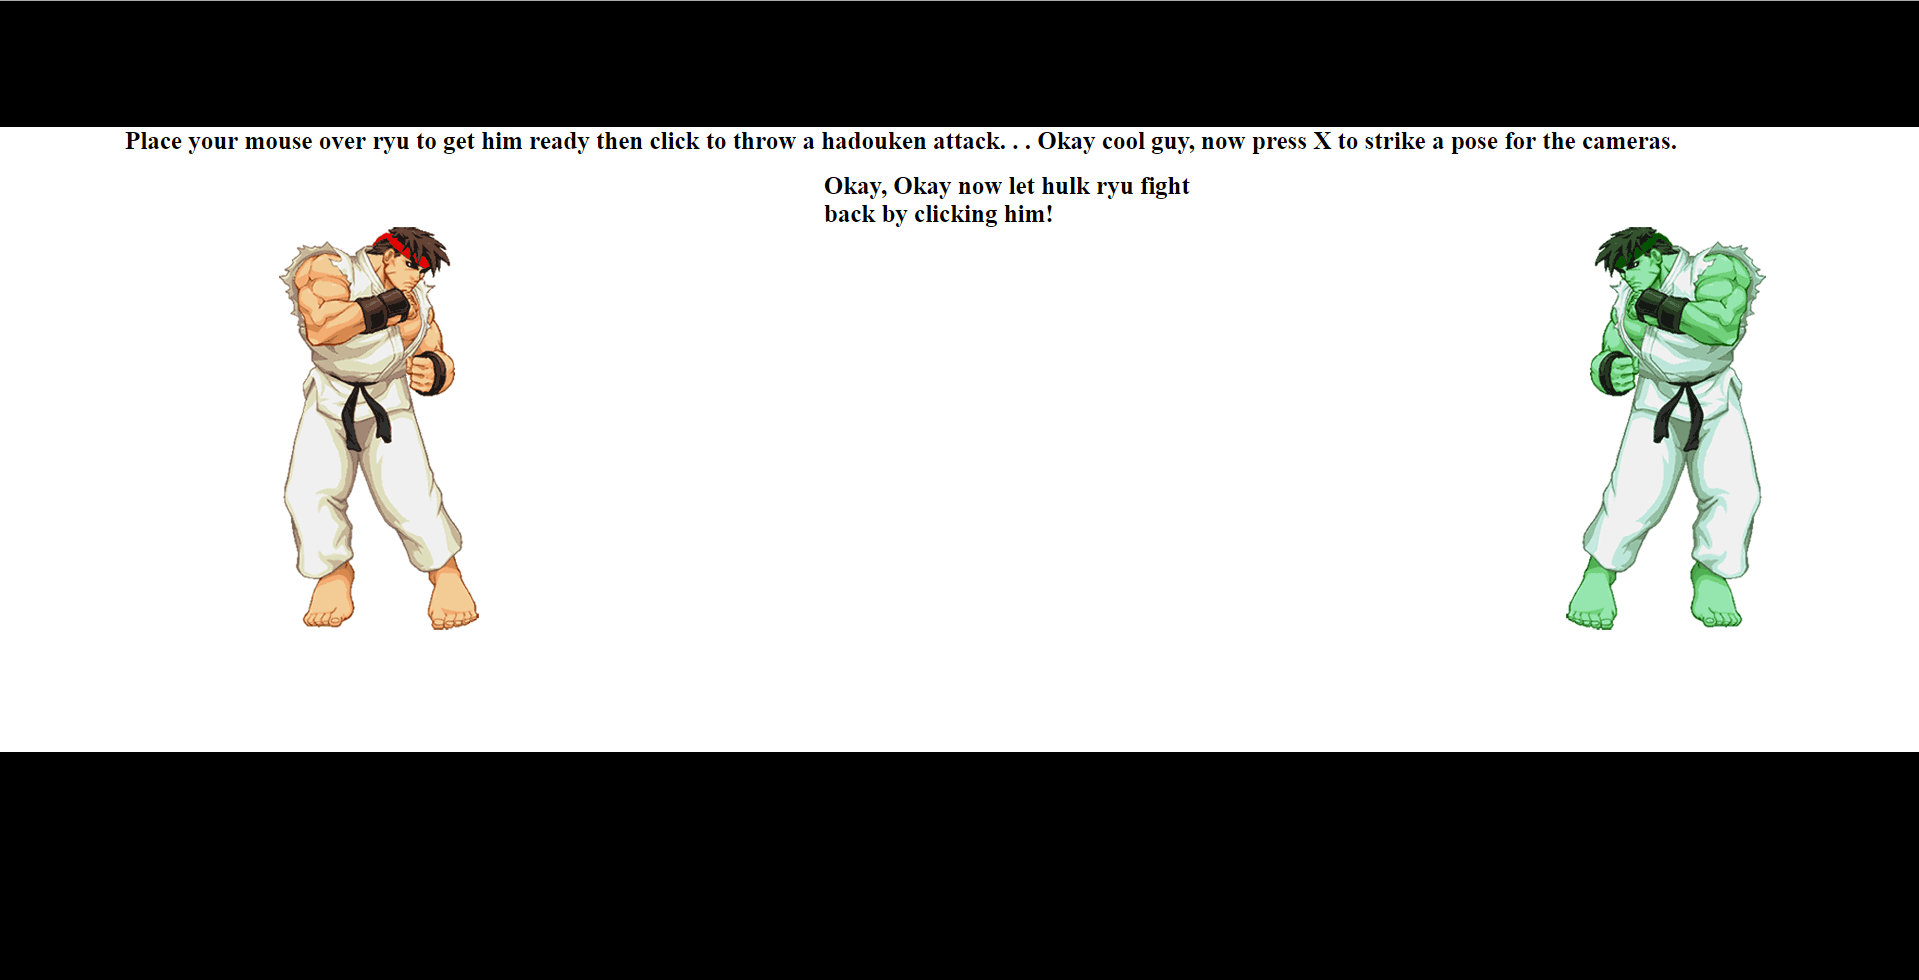 Place your mouse over ryu to get him ready then click to throw a hadouken attack. . . Okay cool guy, now press X to strike a pose for the cameras.
Okay, Okay now let hulk ryu fight
back by clicking him!